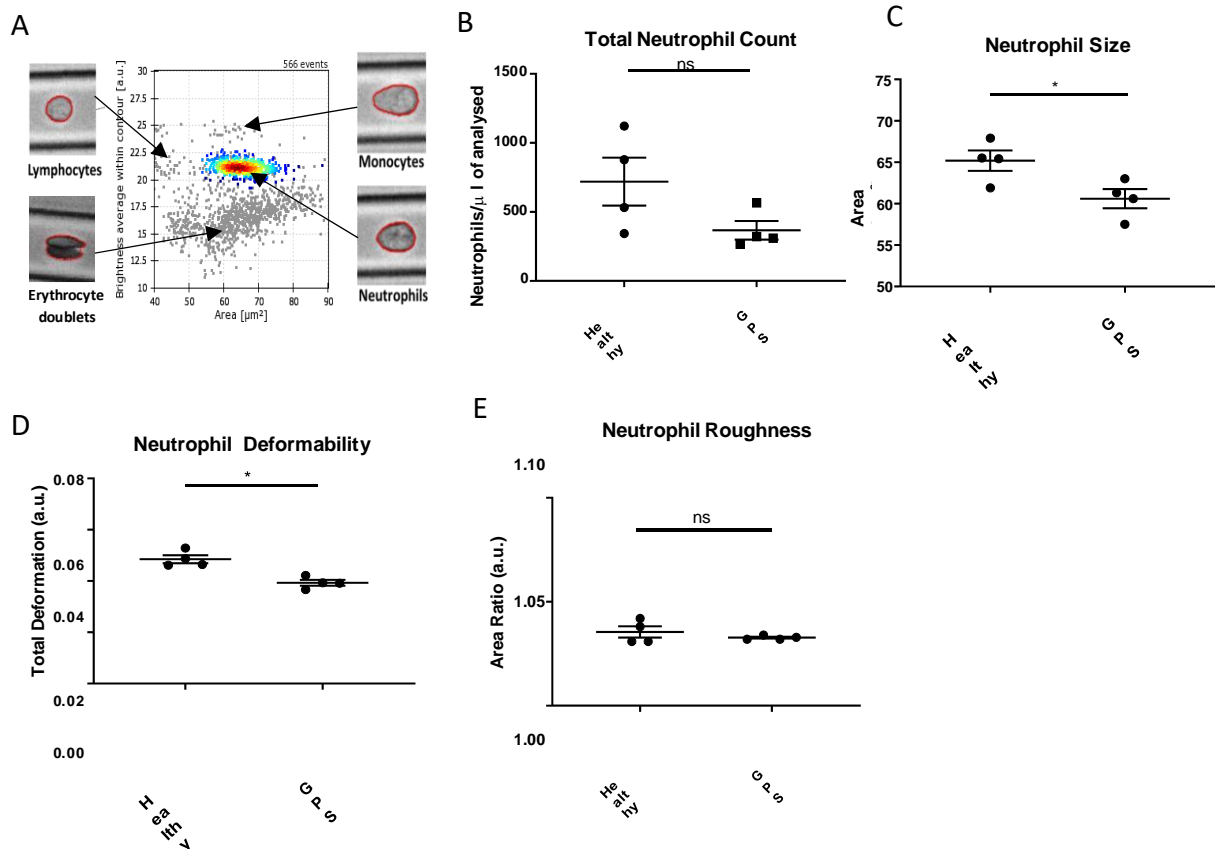 A
566 events
Brightness average within contour [a.u.]
30
27.5
25
22.5
20
17.5
15
12.5
10
40
50
60
70
80
90
Area [µm²]
Lymphocytes
Erythrocyte
doublets
Monocytes
Neutrophils
B
Total Neutrophil Count
ns
Neutrophils/µ l of analysed
1500
1000
500
0
He
alt
hy
G
P
S
C
Neutrophil Size
*
Area
75
70
65
60
55
50
H
ea
lt
hy
G
P
S
D
Neutrophil Deformability
*
Total Deformation (a.u.)
0.08
0.06
0.04
0.02
0.00
H
ea
lth
y
G
P
S
E
Neutrophil Roughness
ns
Area Ratio (a.u.)
1.10
1.05
1.00
He
alt
hy
G
P
S